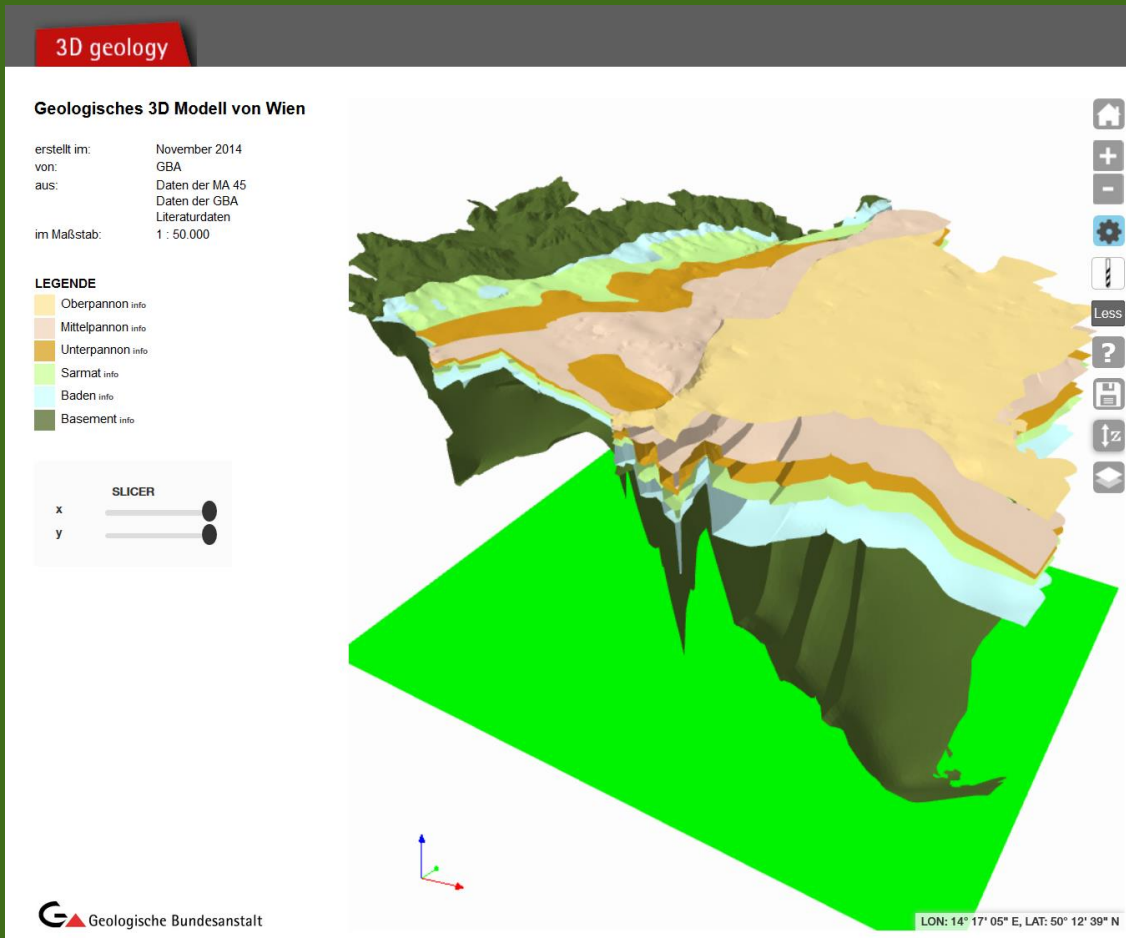 3D geology
Geologisches 3D Modell von Wien
erstellt im: November 2014
von: GBA
aus: Daten der MA 45
Daten der GBA
Literaturdaten
im Maßstab: 1 : 50.000
LEGENDE
Oberpannon info
Mittelpannon info
Unterpannon info
Sarmat info
Baden info
Basement info
SLICER
x
y
Less
?
z
GA Geologische Bundesanstalt
LON: 14° 17' 05" E, LAT: 50° 12' 39" N